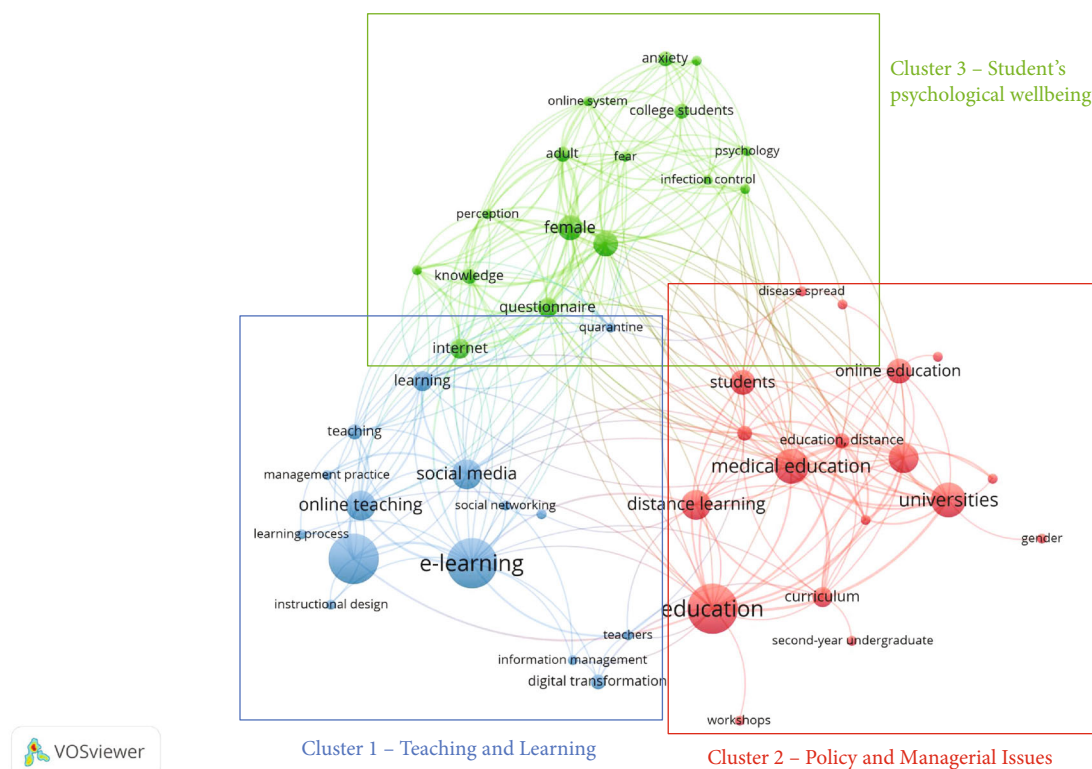 anxiety
Cluster 3 – Student's
psychological wellbeing
online system
college students
adult
fear
psychology
infection control
perception
female
knowledge
questionnaire
disease spread
quarantine
internet
learning
students
online education
teaching
education, distance
management practice
social media
medical education
online teaching
social networking
distance learning
universities
learning process
gender
e-learning
instructional design
education
curriculum
teachers
second-year undergraduate
information management
digital transformation
workshops
VOSviewer
Cluster 1 – Teaching and Learning
Cluster 2 – Policy and Managerial Issues